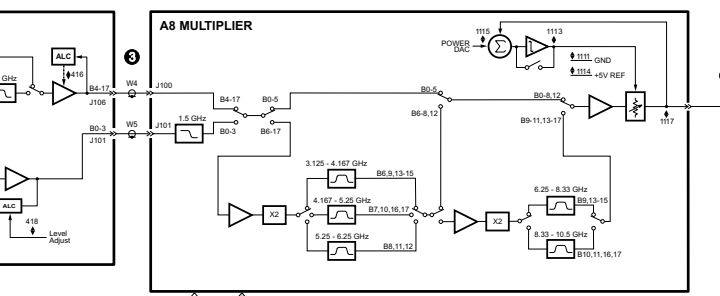 A8 MULTIPLIER
ALC
416
GHz
B4-17
J106
3
W4
J100
B0-3
J101
W5
J101
1.5 GHz
B4-17
B0-3
B0-5
B6-17
ALC
418
Level
Adjust
1115
POWER
DAC
Σ
1113
1111
GND
1114
+5V REF
B0-5
B6-8,12
B0-8,12
B9-11,13-17
1117
3.125 - 4.167 GHz
B6,9,13-15
4.167 - 5.25 GHz
B7,10,16,17
5.25 - 6.25 GHz
B8,11,12
X2
X2
6.25 - 8.33 GHz
B9,13-15
8.33 - 10.5 GHz
B10,11,16,17